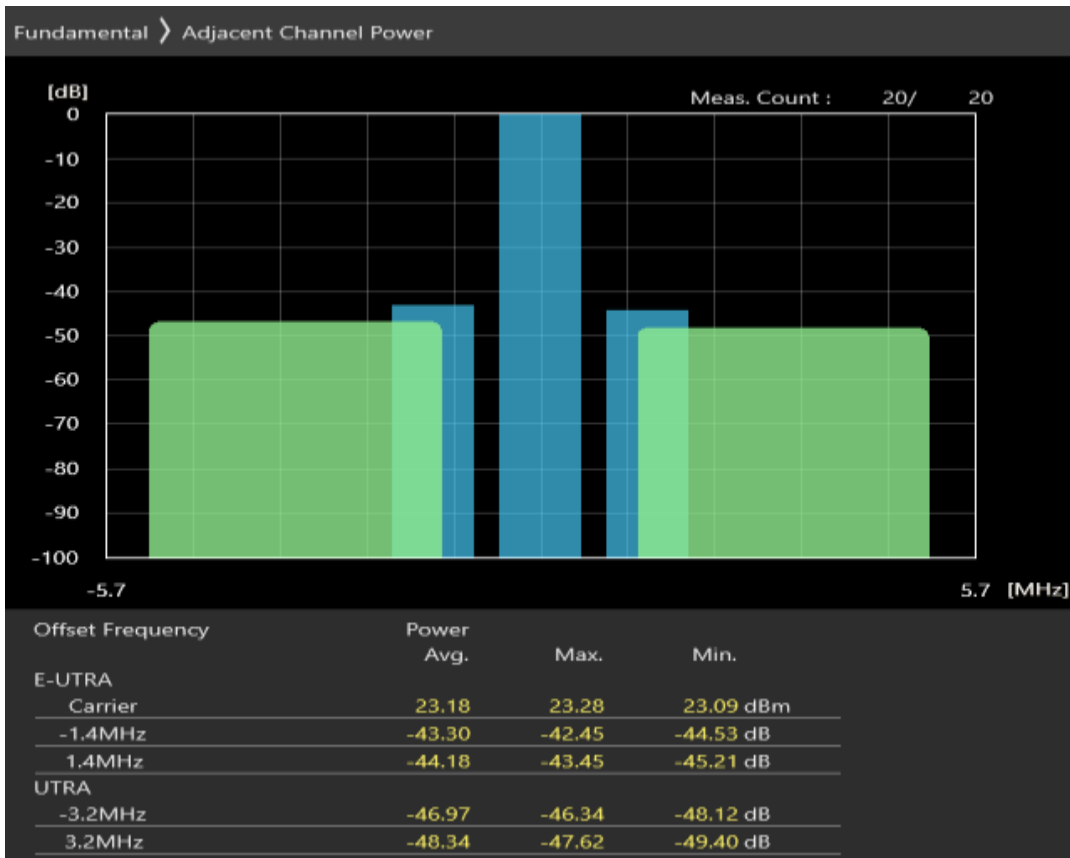 Fundamental 〉 Adjacent Channel Power
[dB]
Meas. Count : 20/ 20
0
-10
-20
-30
-40
-50
-60
-70
-80
-90
-100
-5.7 5.7 [MHz]
Offset Frequency Power
Avg. Max. Min.
E-UTRA
Carrier 23.18 23.28 23.09 dBm
-1.4MHz -43.30 -42.45 -44.53 dB
1.4MHz -44.18 -43.45 -45.21 dB
UTRA
-3.2MHz -46.97 -46.34 -48.12 dB
3.2MHz -48.34 -47.62 -49.40 dB